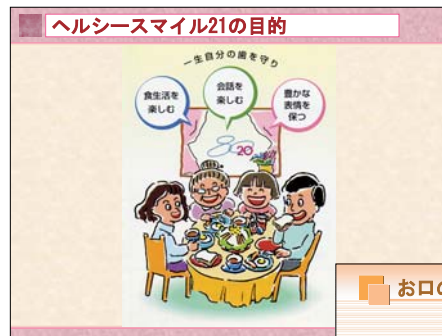 ヘルシースマイル21の目的
一生自分の歯を守り
食生活を
楽しむ
会話を
楽しむ
豊かな
表情を
保つ
8020
お口の